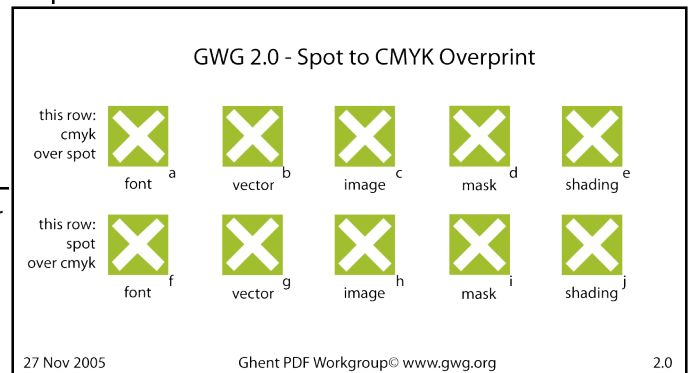 GWG 2.0 - Spot to CMYK Overprint
this row:
cmyk
over spot
a b c d e
font vector image mask shading
this row:
spot
over cmyk
f g h i j
font vector image mask shading
27 Nov 2005 Ghent PDF Workgroup© www.gwg.org 2.0